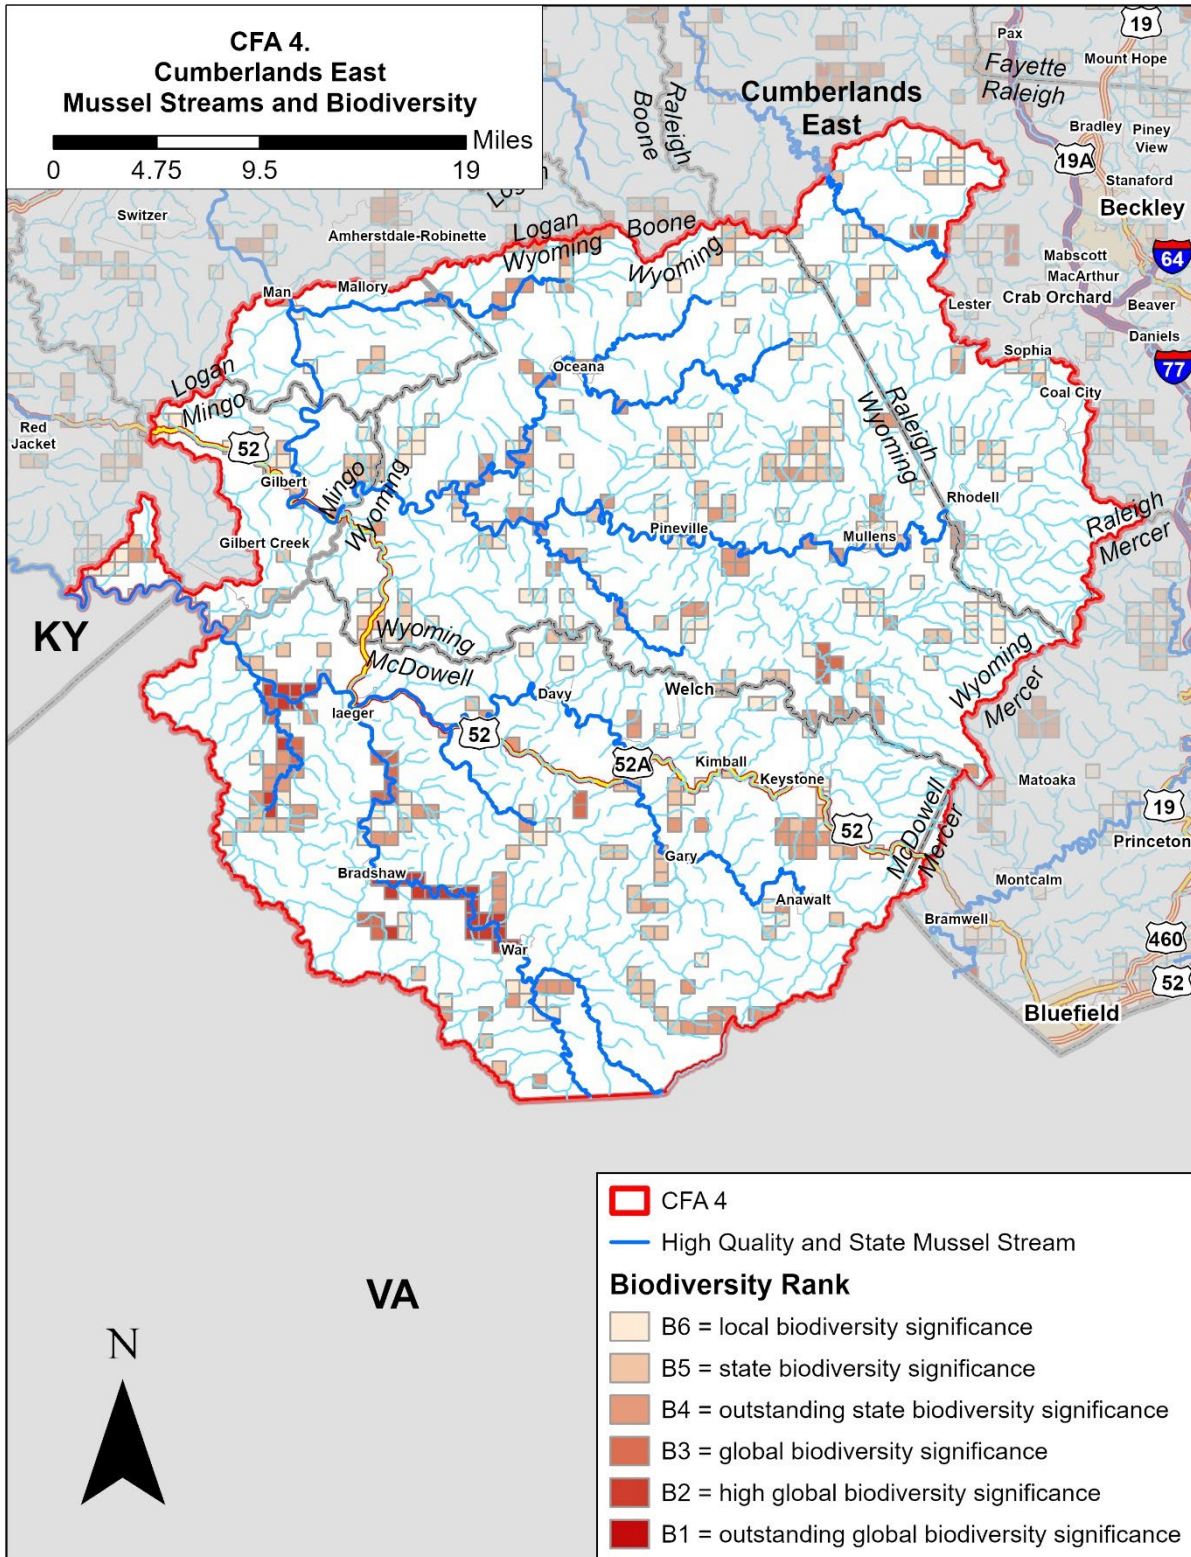 CFA 4.
Cumberlands East
Mussel Streams and Biodiversity
Miles
0 4.75 9.5 19
19
Pax
Mount Hope
Fayette
Raleigh
Raleigh
Boone
Cumberlands
East
Bradley
Piney
View
19A
Stanaford
Beckley
Switzer
Amherstdale-Robinette
Logan
Wyoming
Boone
Wyoming
Mabscott
64
MacArthur
Crab Orchard
Beaver
Man
Mallory
Lester
Daniels
Sophia
77
Coal City
Oceana
Logan
Mingo
Raleigh
Wyoming
Red
Jacket
52
Gilbert
Mingo
Wyoming
Rhodell
Raleigh
Mercer
Pineville
Mullens
Gilbert Creek
KY
Wyoming
McDowell
Wyoming
Mercer
Welch
Davy
Iaeger
52
52A
Kimball
Keystone
Matoaka
19
52
McDowell
Mercer
Princeton
Gary
Bradshaw
Anawalt
Montcalm
Bramwell
War
460
52
Bluefield
VA
N
CFA 4
High Quality and State Mussel Stream
Biodiversity Rank
B6 = local biodiversity significance
B5 = state biodiversity significance
B4 = outstanding state biodiversity significance
B3 = global biodiversity significance
B2 = high global biodiversity significance
B1 = outstanding global biodiversity significance